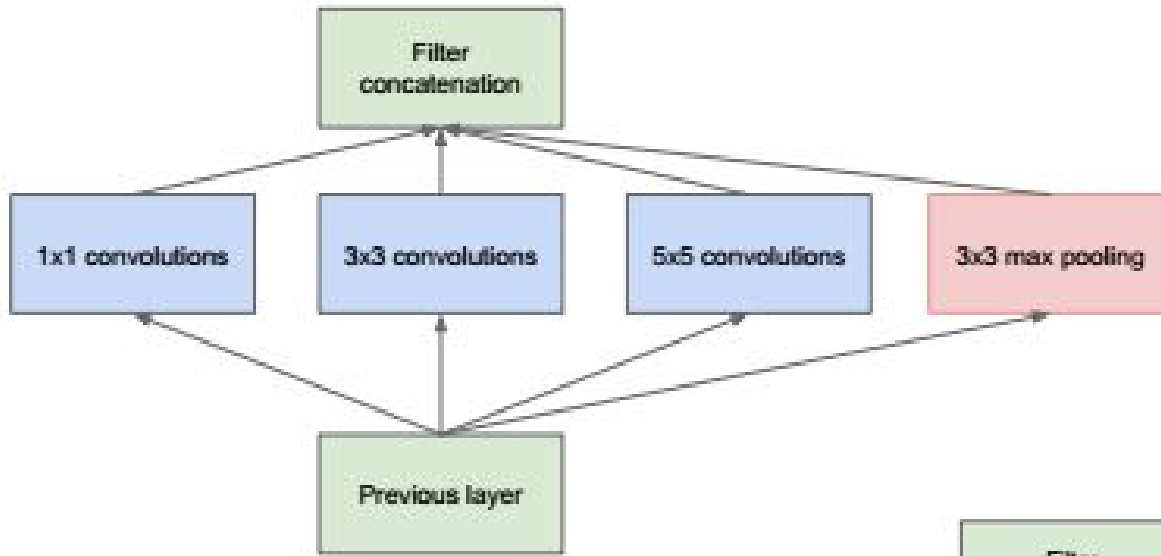 Filter
concatenation
1x1 convolutions
3x3 convolutions
5x5 convolutions
3x3 max pooling
Previous layer